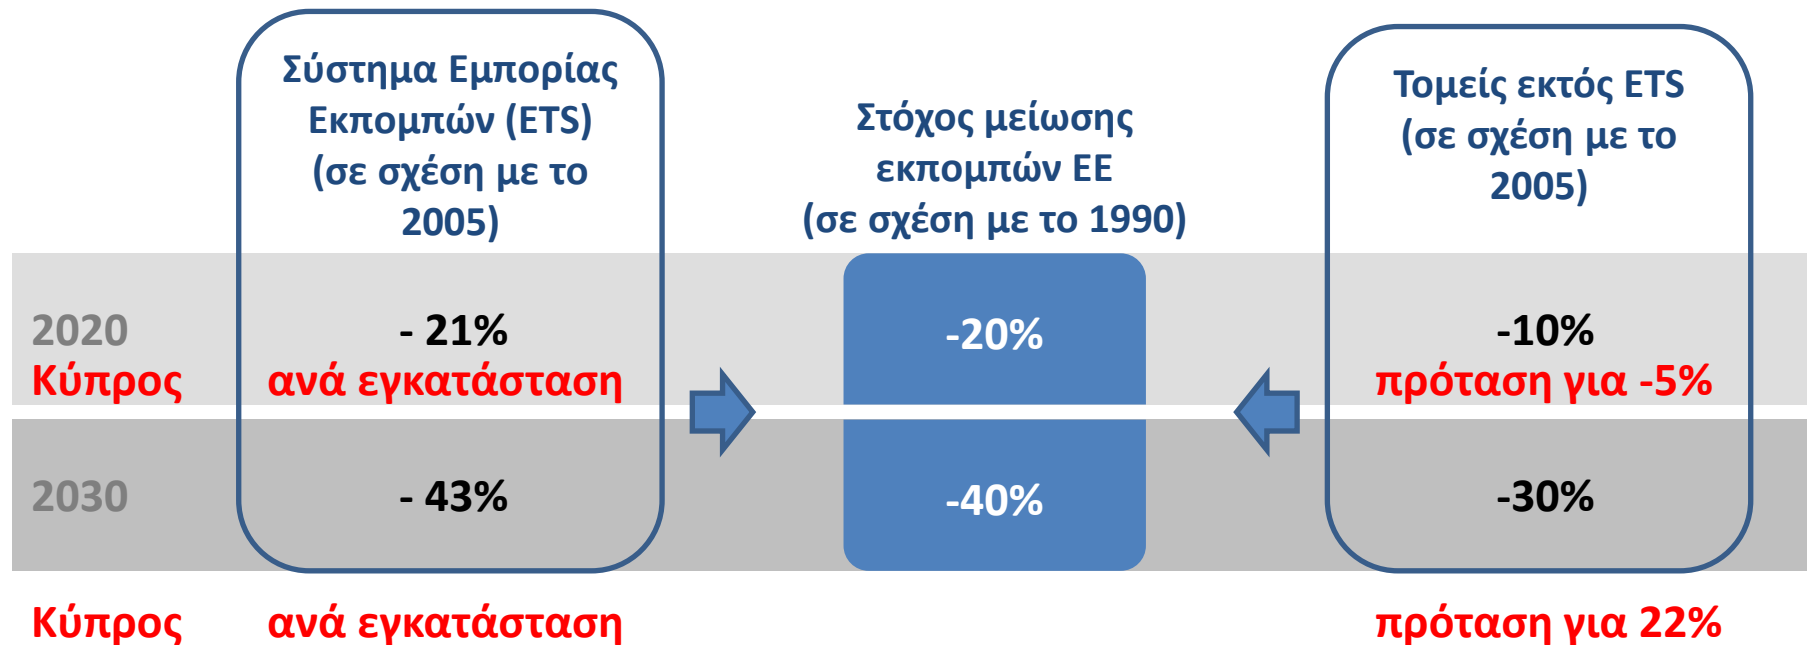 Σύστημα Εμπορίας
Εκπομπών (ETS)
(σε σχέση με το
2005)
Στόχος μείωσης
εκπομπών ΕΕ
(σε σχέση με το 1990)
Τομείς εκτός ETS
(σε σχέση με το
2005)
2020
- 21%
-20%
-10%
Κύπρος
ανά εγκατάσταση
πρόταση για -5%
2030
- 43%
-40%
-30%
Κύπρος
ανά εγκατάσταση
πρόταση για 22%